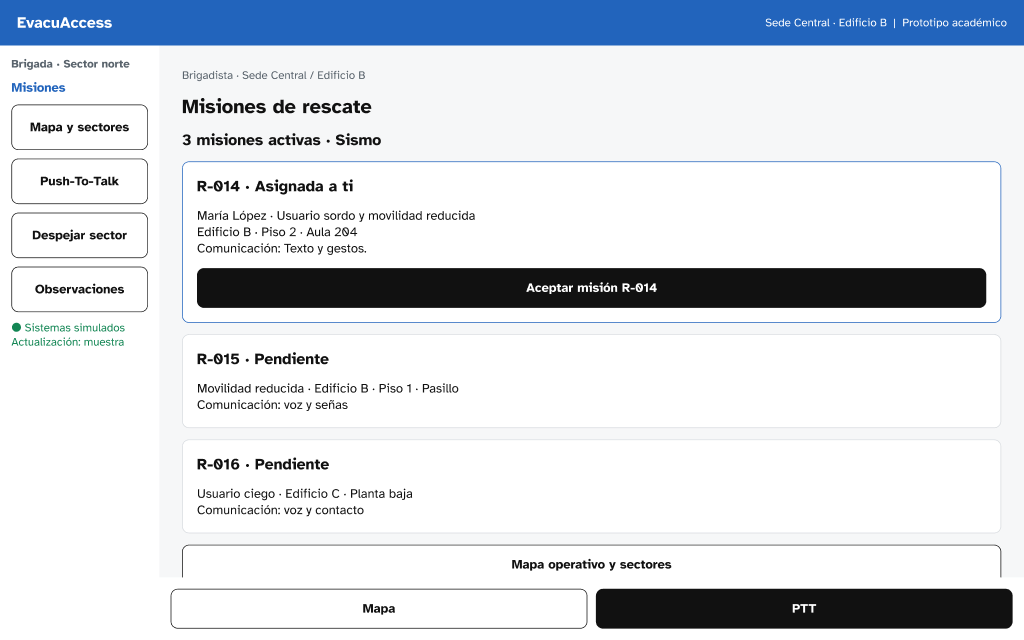 EvacuAccess
Sede Central · Edificio B | Prototipo académico
Brigada · Sector norte
Misiones
Mapa y sectores
Push-To-Talk
Despejar sector
Observaciones
Sistemas simulados
Actualización: muestra
Brigadista · Sede Central / Edificio B
Misiones de rescate
3 misiones activas · Sismo
R-014 · Asignada a ti
María López · Usuario sordo y movilidad reducida
Edificio B · Piso 2 · Aula 204
Comunicación: Texto y gestos.
Aceptar misión R-014
R-015 · Pendiente
Movilidad reducida · Edificio B · Piso 1 · Pasillo
Comunicación: voz y señas
R-016 · Pendiente
Usuario ciego · Edificio C · Planta baja
Comunicación: voz y contacto
Mapa operativo y sectores
Mapa
PTT